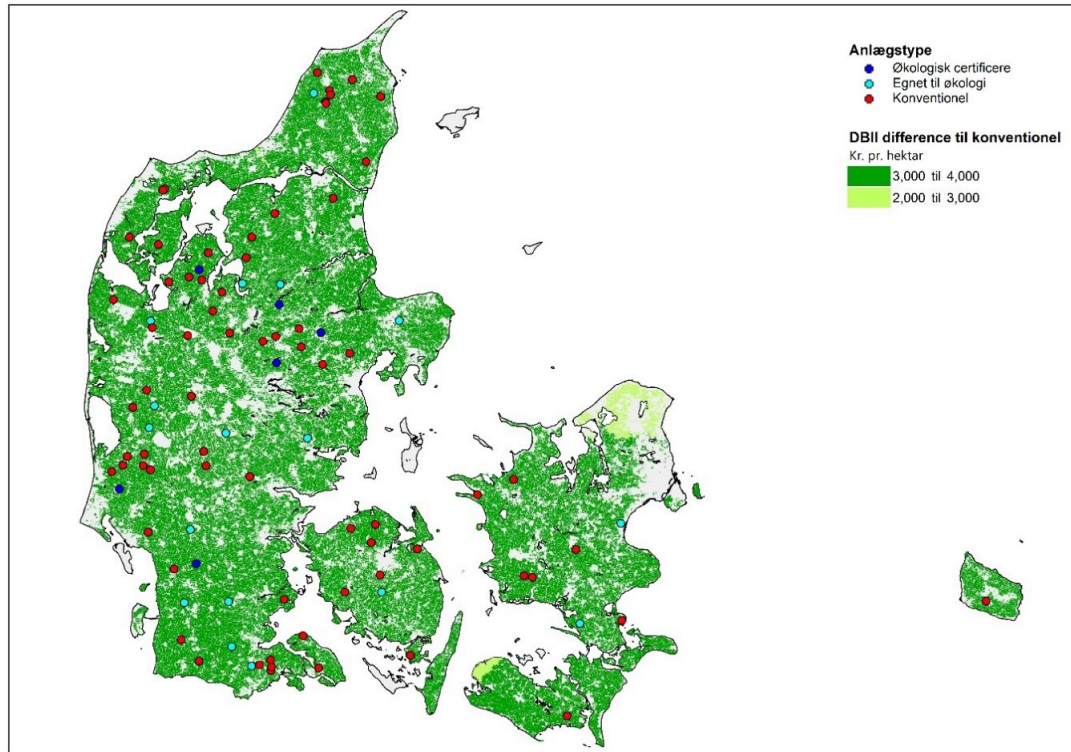 Anlægstype
Økologisk certificere
Egnet til økologi
Konventionel
DBII difference til konventionel
Kr. pr. hektar
3,000 til 4,000
2,000 til 3,000